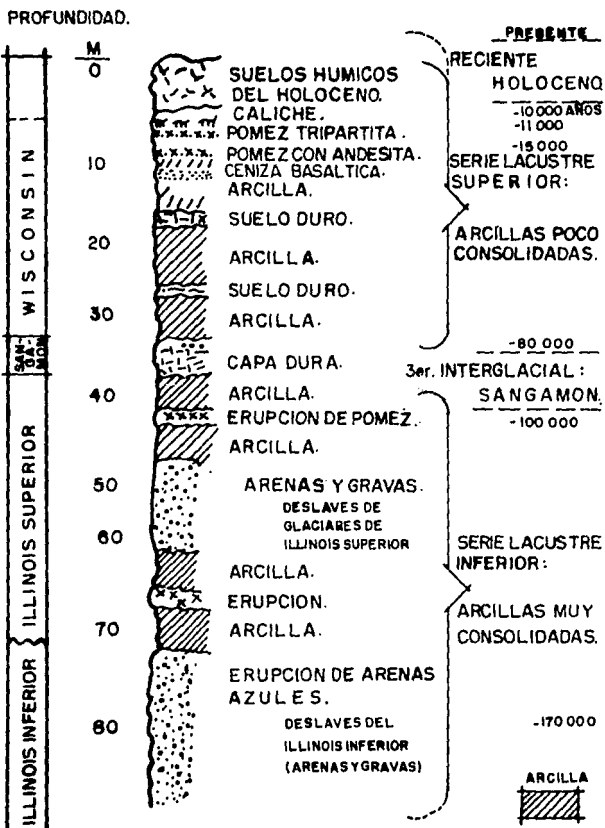 PROFUNDIDAD.
M
0
10
20
30
40
50
60
70
80
WISCONSIN
SAN-
GA-
MON
ILLINOIS SUPERIOR
ILLINOIS INFERIOR
SUELOS HUMICOS
DEL HOLOCENO.
CALICHE.
POMEZ TRIPARTITA.
POMEZ CON ANDESITA.
CENIZA BASALTICA.
ARCILLA.
SUELO DURO.
ARCILLA.
SUELO DURO.
ARCILLA.
CAPA DURA.
ARCILLA.
ERUPCION DE POMEZ.
ARCILLA.
ARENAS Y GRAVAS.
DESLAVES DE
GLACIARES DE
ILLINOIS SUPERIOR
ARCILLA.
ERUPCION.
ARCILLA.
ERUPCION DE ARENAS
AZULES.
DESLAVES DEL
ILLINOIS INFERIOR
(ARENAS Y GRAVAS)
PRESENTE
RECIENTE
HOLOCENO
-10 000 AÑOS
-11 000
-15 000
SERIE LACUSTRE
SUPERIOR:
ARCILLAS POCO
CONSOLIDADAS.
-80 000
3er. INTERGLACIAL:
SANGAMON.
-100 000
SERIE LACUSTRE
INFERIOR:
ARCILLAS MUY
CONSOLIDADAS.
-170 000
ARCILLA